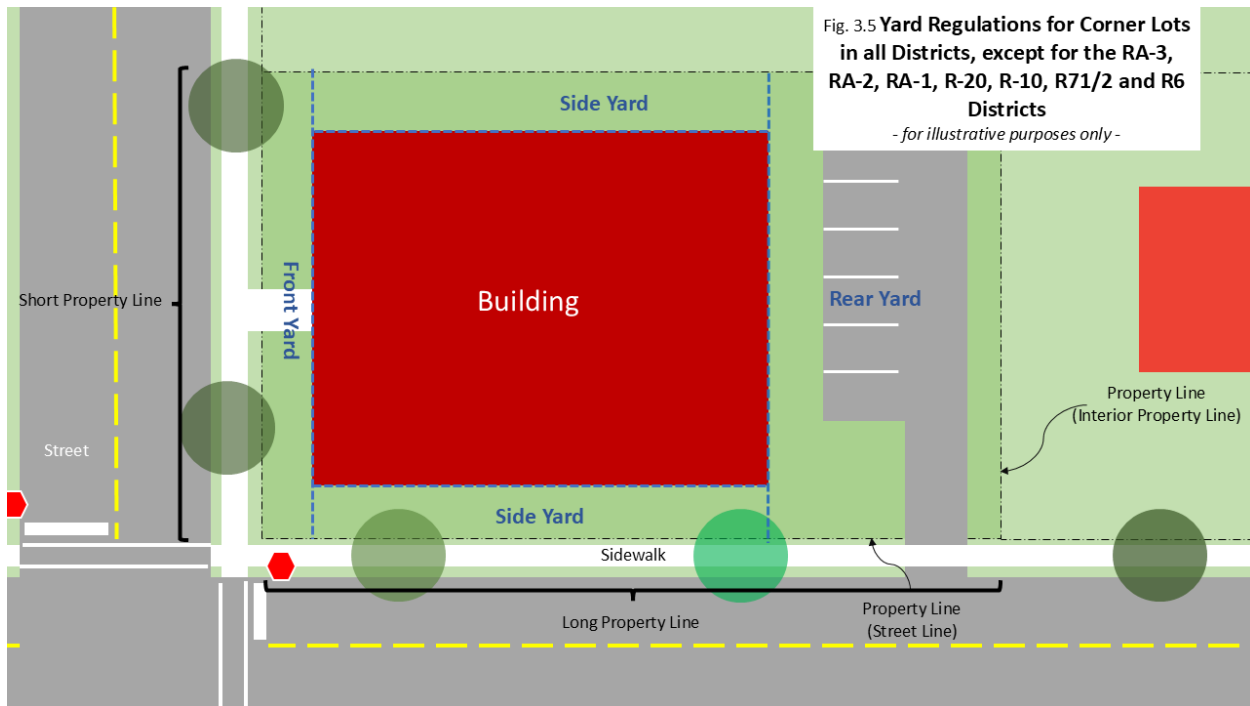 Fig. 3.5 Yard Regulations for Corner Lots
in all Districts, except for the RA-3,
RA-2, RA-1, R-20, R-10, R71/2 and R6
Districts
- for illustrative purposes only -
Side Yard
Short Property Line
Front Yard
Building
Rear Yard
Property Line
(Interior Property Line)
Street
Side Yard
Sidewalk
Long Property Line
Property Line
(Street Line)